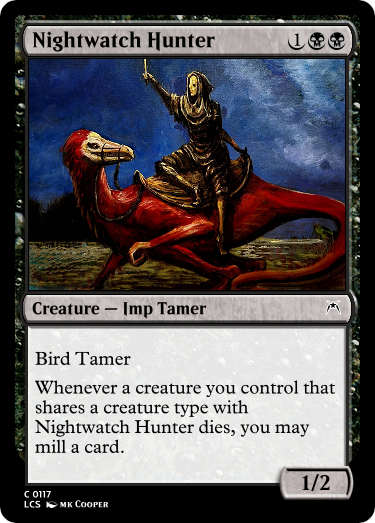 Nightwatch Hunter 1
Creature — Imp Tamer
Bird Tamer
Whenever a creature you control that
shares a creature type with
Nightwatch Hunter dies, you may
mill a card.
1/2
C 0117
LCS MK COOPER